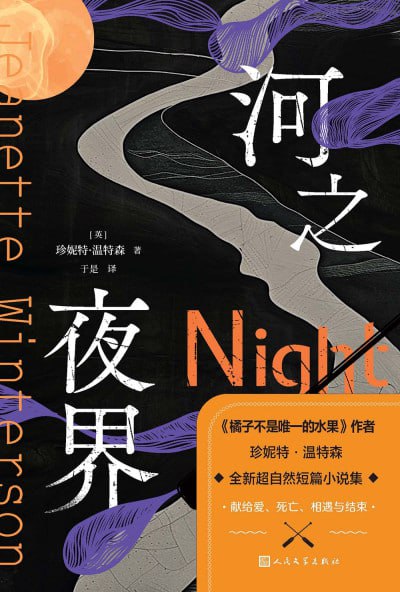 Jeanette Winterson
河之
夜界
[英]
珍妮特·温特森 著
于是 译
Night
《橘子不是唯一的水果》作者
珍妮特·温特森
◆ 全新超自然短篇小说集 ◆
· 献给爱、死亡、相遇与结束 ·
人民文学出版社